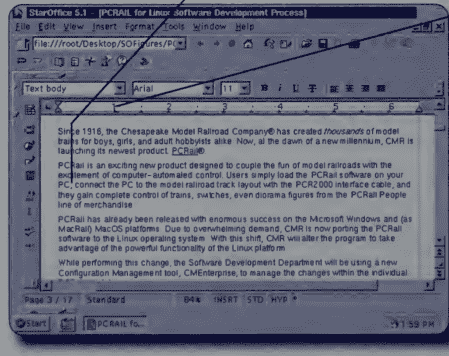 StarOffice 5.1 - [PCRAIL for Linux Software Development Process]
File Edit View Insert Format Tools Window Help
file:///root/Desktop/SOFigures/PC
Text body Arial 11 B i U
1 2 3 4 5 6
Since 1916, the Chesapeake Model Railroad Company® has created thousands of model
trains for boys, girls, and adult hobbyists alike. Now, at the dawn of a new millennium, CMR is
launching its newest product, PCRail®
PCRail is an exciting new product designed to couple the fun of model railroads with the
excitement of computer-automated control. Users simply load the PCRail software on your
PC, connect the PC to the model railroad track layout with the PCR2000 interface cable, and
they gain complete control of trains, switches, even diorama figures from the PCRail People
line of merchandise
PCRail has already been released with enormous success on the Microsoft Windows and (as
MacRail) MacOS platforms. Due to overwhelming demand, CMR is now porting the PCRail
software to the Linux operating system. With this shift, CMR will alter the program to take
advantage of the powerful functionality of the Linux platform
While performing this change, the Software Development Department will be using a new
Configuration Management tool, CMEnterprise, to manage the changes within the individual
Page 3 / 17 Standard 84% INSRT STD HYP *
Start PCRAIL fo... 1:59 PM